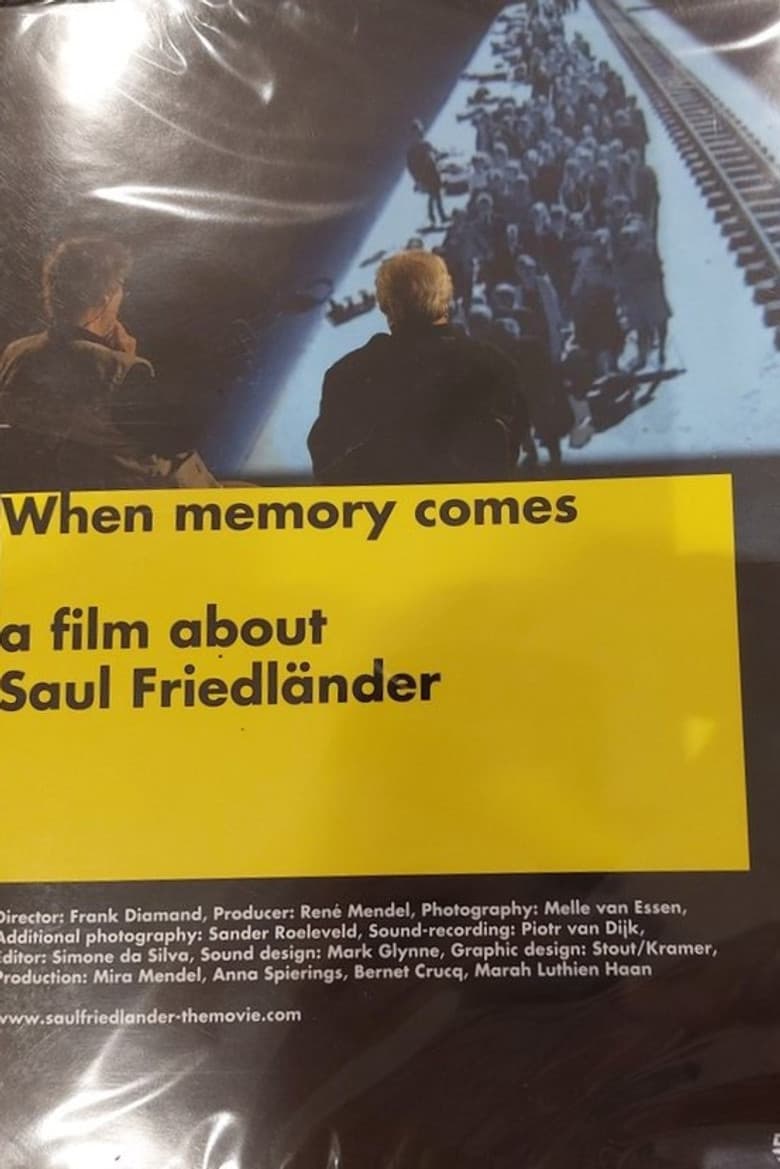 When memory comes
a film about
Saul Friedländer
Director: Frank Diamand, Producer: René Mendel, Photography: Melle van Essen,
Additional photography: Sander Roeleveld, Sound-recording: Piotr van Dijk,
Editor: Simone da Silva, Sound design: Mark Glynne, Graphic design: Stout/Kramer,
Production: Mira Mendel, Anna Spierings, Bernet Crucq, Marah Luthien Haan
www.saulfriedlander-themovie.com